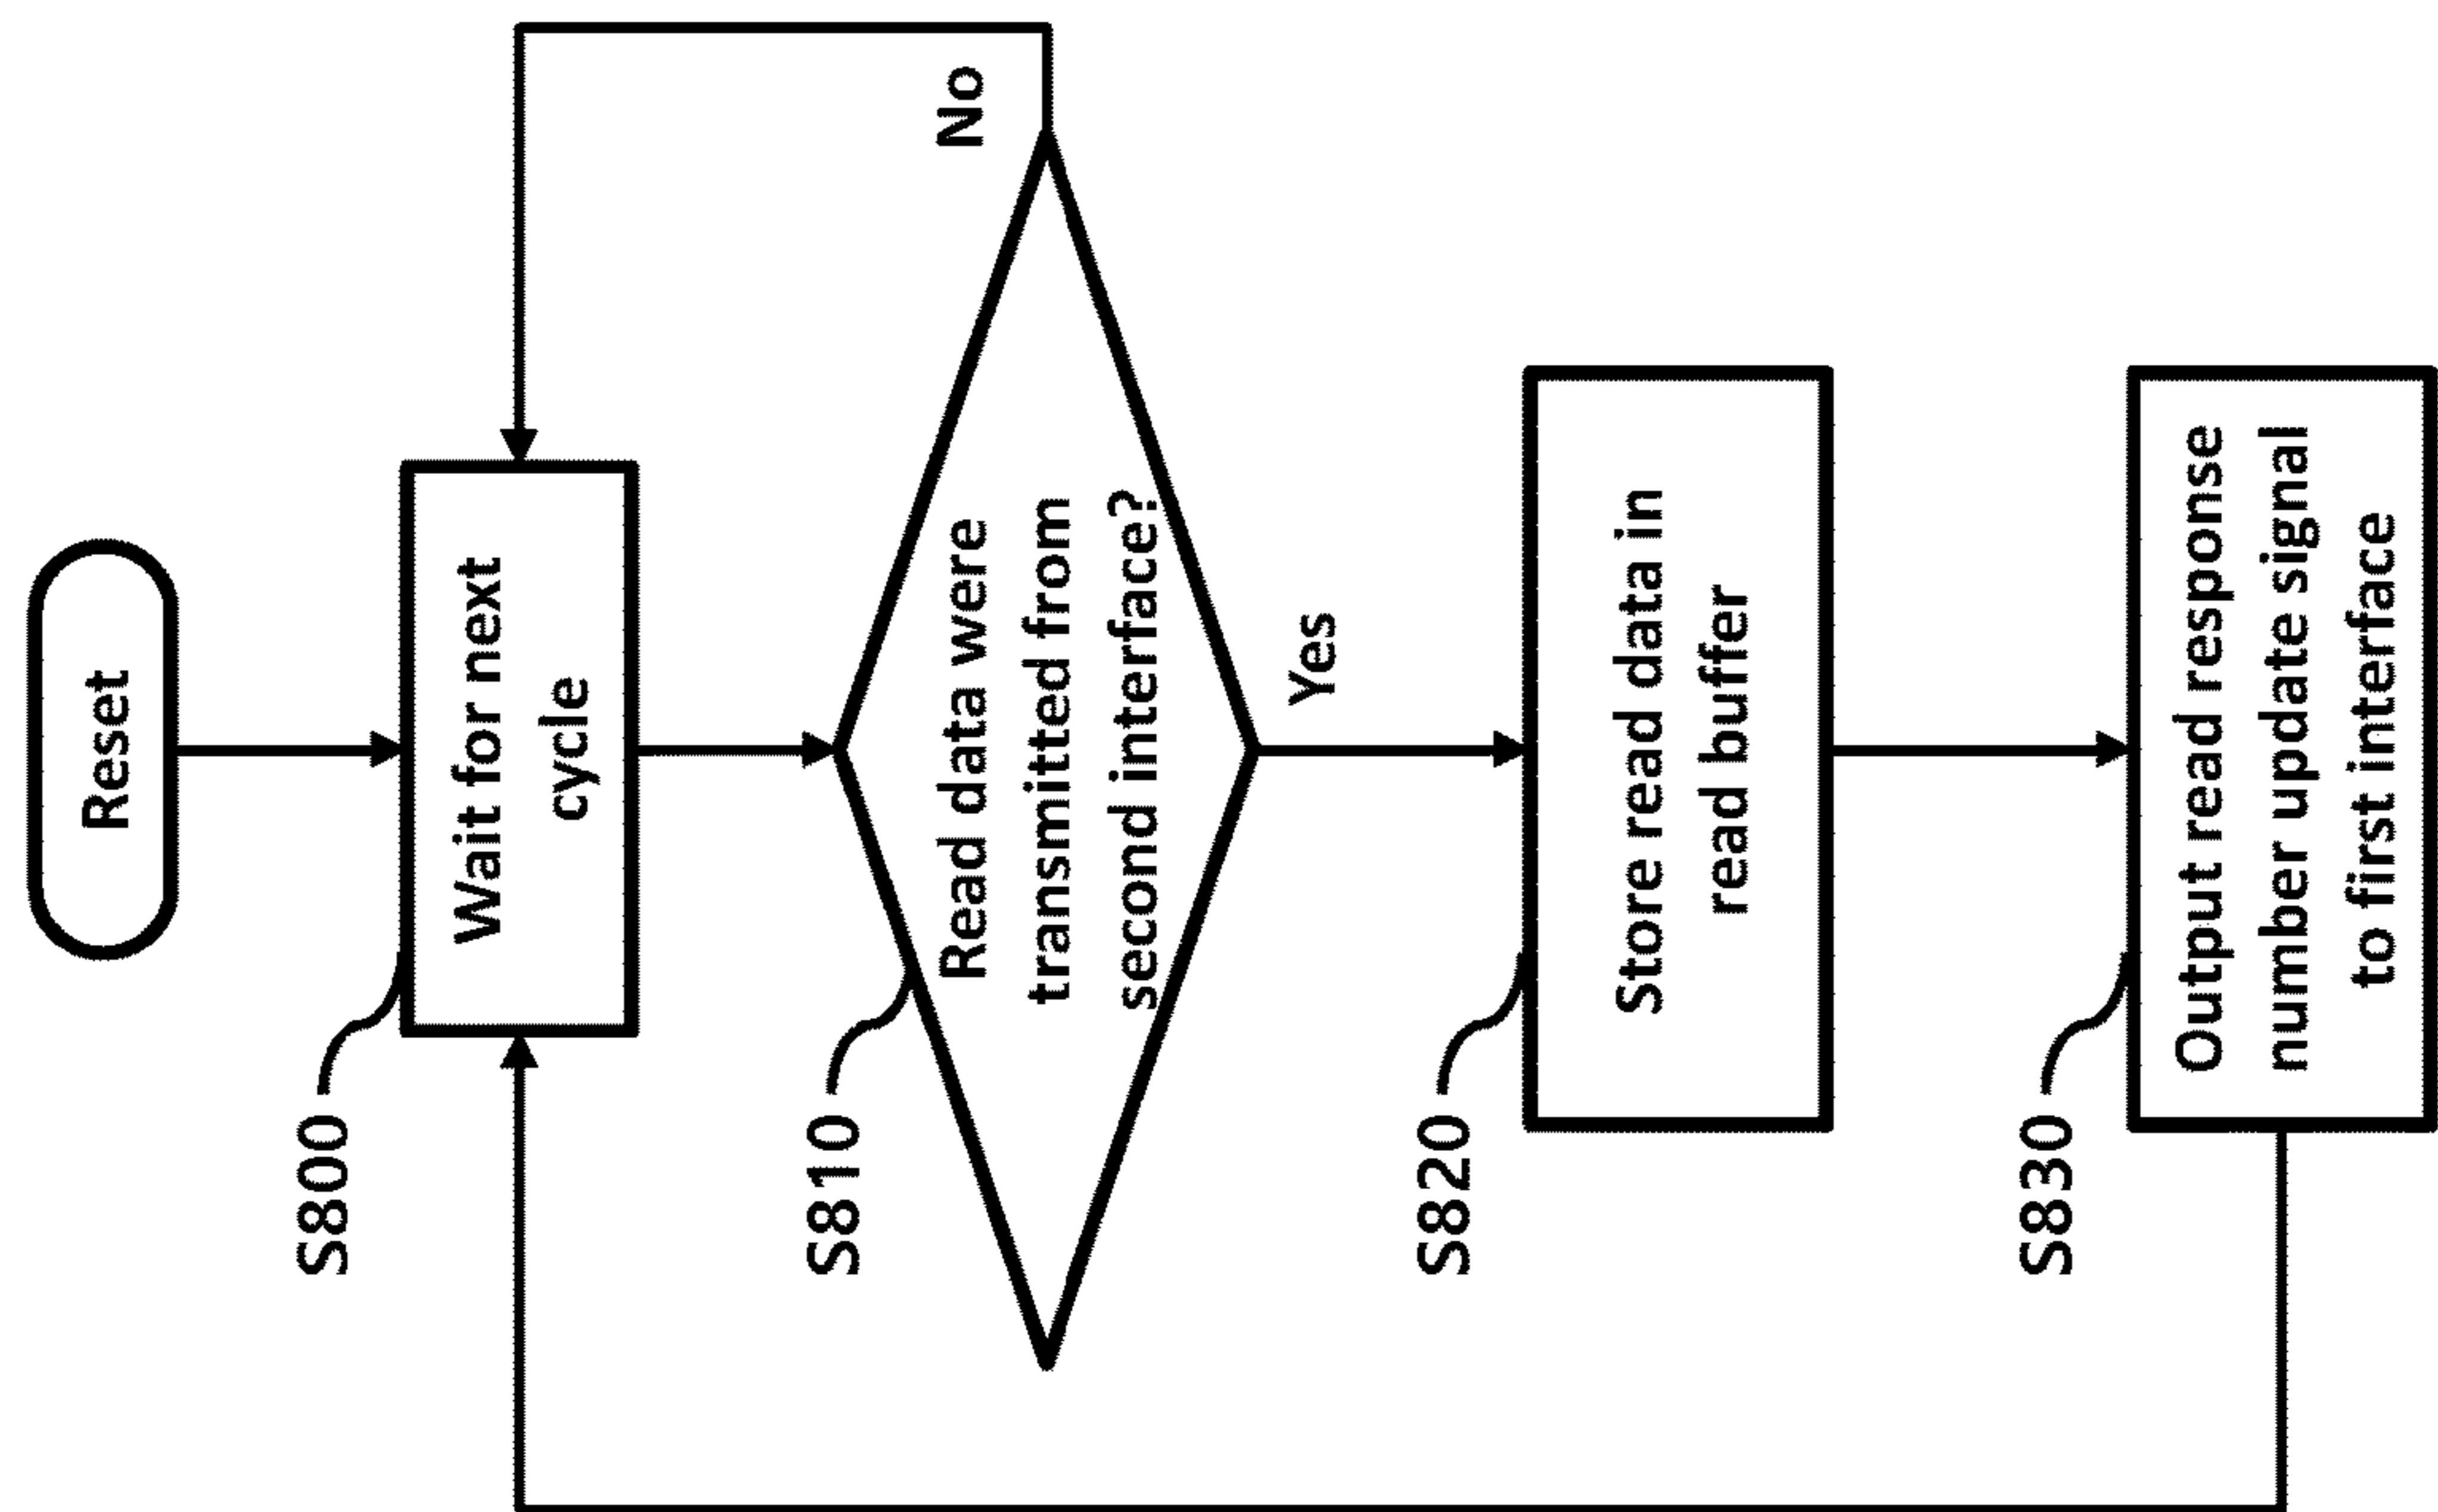 Reset
S800
Wait for next
cycle
S810
Read data were
transmitted from
second interface?
No
Yes
S820
Store read data in
read buffer
S830
Output read response
number update signal
to first interface